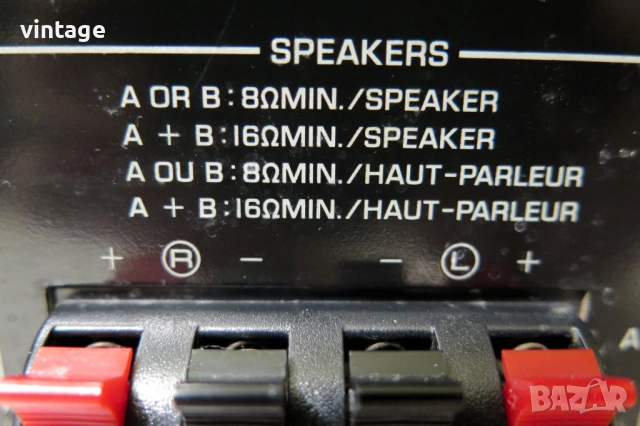 vintage
SPEAKERS
A OR B : 8ΩMIN./SPEAKER
A + B : 16ΩMIN./SPEAKER
A OU B : 8ΩMIN./HAUT-PARLEUR
A + B : 16ΩMIN./HAUT-PARLEUR
+ R - - L +
A
BAZAR